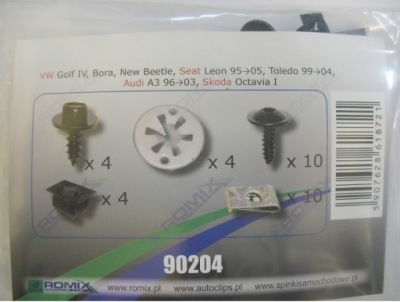 VW Golf IV, Bora, New Beetle, Seat Leon 95→05, Toledo 99→04,
Audi A3 96→03, Skoda Octavia I
x 4
x 4
x 10
x 4
x 10
5907628618721
90204
ROMIX
www.romix.pl
www.autoclips.pl
www.spinkisamochodowe.pl